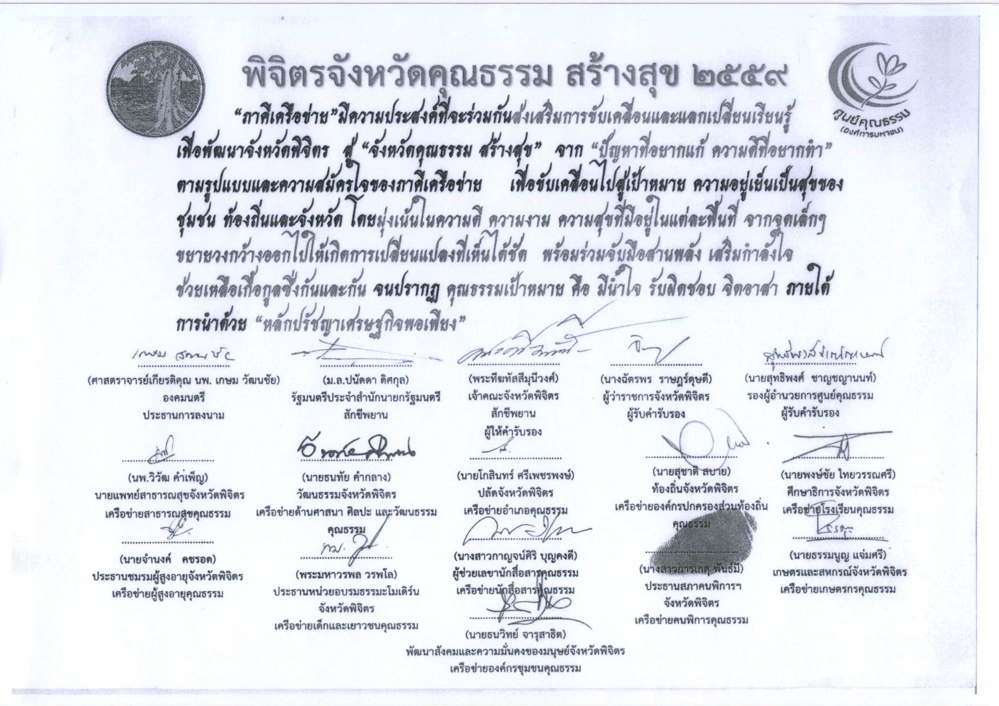 พิจิตรจังหวัดคุณธรรม สร้างสุข ๒๕๕๙
ศูนย์คุณธรรม
(องค์การมหาชน)
“ภาคีเครือข่าย”มีความประสงค์ที่จะร่วมกันส่งเสริมการขับเคลื่อนและแลกเปลี่ยนเรียนรู้
เพื่อพัฒนาจังหวัดพิจิตร สู่ “จังหวัดคุณธรรม สร้างสุข” จาก “ปัญหาที่อยากแก้ ความดีที่อยากทำ”
ตามรูปแบบและความสมัครใจของภาคีเครือข่าย เพื่อขับเคลื่อนไปสู่เป้าหมาย ความอยู่เย็นเป็นสุขของ
ชุมชน ท้องถิ่นและจังหวัด โดยมุ่งเน้นในความดี ความงาม ความสุขที่มีอยู่ในแต่ละพื้นที่ จากจุดเล็กๆ
ขยายวงกว้างออกไปให้เกิดการเปลี่ยนแปลงที่เห็นได้ชัด พร้อมร่วมจับมือสานพลัง เสริมกำลังใจ
ช่วยเหลือเกื้อกูลซึ่งกันและกัน จนปรากฏ คุณธรรมเป้าหมาย คือ มีน้ำใจ รับผิดชอบ จิตอาสา ภายใต้
การนำด้วย “หลักปรัชญาเศรษฐกิจพอเพียง”
(ศาสตราจารย์เกียรติคุณ นพ. เกษม วัฒนชัย)
องคมนตรี
ประธานการลงนาม
(ม.ล.ปนัดดา ดิศกุล)
รัฐมนตรีประจำสำนักนายกรัฐมนตรี
สักขีพยาน
(พระทีฆทัสสีมุนีวงศ์)
เจ้าคณะจังหวัดพิจิตร
สักขีพยาน
ผู้ให้คำรับรอง
(นางฉัตรพร ราษฎร์ดุษดี)
ผู้ว่าราชการจังหวัดพิจิตร
ผู้รับคำรับรอง
(นายสุทธิพงศ์ ชาญชญานนท์)
รองผู้อำนวยการศูนย์คุณธรรม
ผู้รับคำรับรอง
(นพ.วิวัฒ คำเพ็ญ)
นายแพทย์สาธารณสุขจังหวัดพิจิตร
เครือข่ายสาธารณสุขคุณธรรม
(นายธนทัย คำกลาง)
วัฒนธรรมจังหวัดพิจิตร
เครือข่ายด้านศาสนา ศิลปะ และวัฒนธรรม
คุณธรรม
(นายโกสินทร์ ศรีเพชรพงษ์)
ปลัดจังหวัดพิจิตร
เครือข่ายอำเภอคุณธรรม
(นายสุชาติ สบาย)
ท้องถิ่นจังหวัดพิจิตร
เครือข่ายองค์กรปกครองส่วนท้องถิ่น
คุณธรรม
(นายพงษ์ชัย ไทยวรรณศรี)
ศึกษาธิการจังหวัดพิจิตร
เครือข่ายโรงเรียนคุณธรรม
(นายจำนงค์ คชรอด)
ประธานชมรมผู้สูงอายุจังหวัดพิจิตร
เครือข่ายผู้สูงอายุคุณธรรม
(พระมหาวรพล วรพโล)
ประธานหน่วยอบรมธรรมะโมเดิร์น
จังหวัดพิจิตร
เครือข่ายเด็กและเยาวชนคุณธรรม
(นางสาวกาญจน์ศิริ บุญคงดี)
ผู้ช่วยเลขานักสื่อสารคุณธรรม
เครือข่ายนักสื่อสารคุณธรรม
(นางสาวการเกตุ พันธ์มี)
ประธานสภาคนพิการฯ
จังหวัดพิจิตร
เครือข่ายคนพิการคุณธรรม
(นายธรรมนูญ แจ่มศรี)
เกษตรและสหกรณ์จังหวัดพิจิตร
เครือข่ายเกษตรกรคุณธรรม
(นายธนวิทย์ จารุสาธิต)
พัฒนาสังคมและความมั่นคงของมนุษย์จังหวัดพิจิตร
เครือข่ายองค์กรชุมชนคุณธรรม